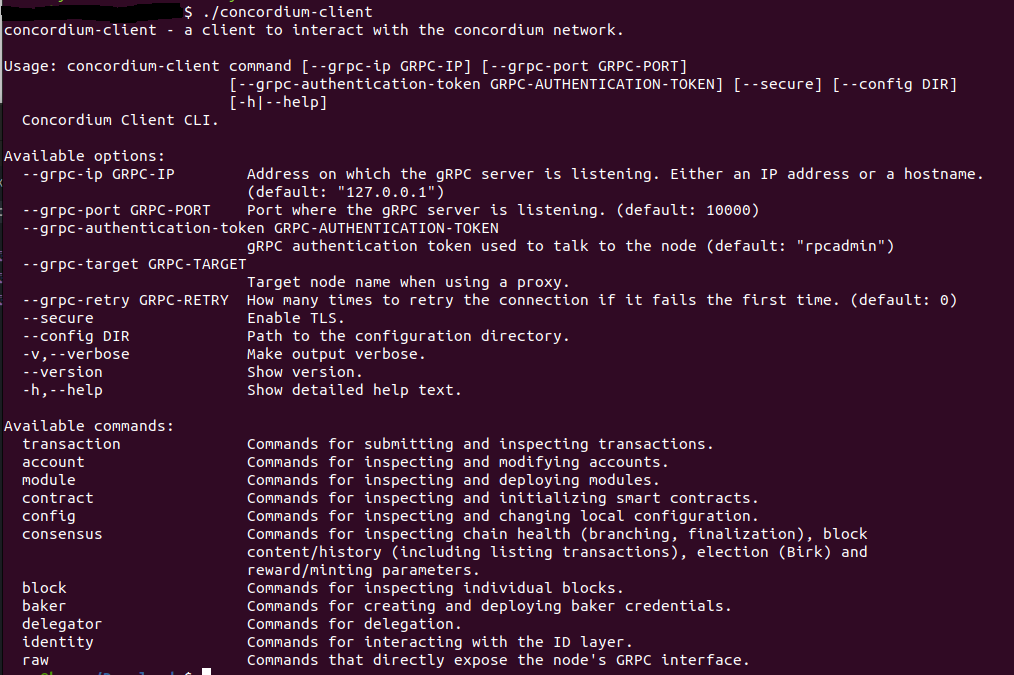 $ ./concordium-client
concordium-client - a client to interact with the concordium network.
Usage: concordium-client command [--grpc-ip GRPC-IP] [--grpc-port GRPC-PORT]
[--grpc-authentication-token GRPC-AUTHENTICATION-TOKEN] [--secure] [--config DIR]
[-h|--help]
Concordium Client CLI.
Available options:
--grpc-ip GRPC-IP Address on which the gRPC server is listening. Either an IP address or a hostname.
(default: "127.0.0.1")
--grpc-port GRPC-PORT Port where the gRPC server is listening. (default: 10000)
--grpc-authentication-token GRPC-AUTHENTICATION-TOKEN
gRPC authentication token used to talk to the node (default: "rpcadmin")
--grpc-target GRPC-TARGET
Target node name when using a proxy.
--grpc-retry GRPC-RETRY How many times to retry the connection if it fails the first time. (default: 0)
--secure Enable TLS.
--config DIR Path to the configuration directory.
-v,--verbose Make output verbose.
--version Show version.
-h,--help Show detailed help text.
Available commands:
transaction Commands for submitting and inspecting transactions.
account Commands for inspecting and modifying accounts.
module Commands for inspecting and deploying modules.
contract Commands for inspecting and initializing smart contracts.
config Commands for inspecting and changing local configuration.
consensus Commands for inspecting chain health (branching, finalization), block
content/history (including listing transactions), election (Birk) and
reward/minting parameters.
block Commands for inspecting individual blocks.
baker Commands for creating and deploying baker credentials.
delegator Commands for delegation.
identity Commands for interacting with the ID layer.
raw Commands that directly expose the node's GRPC interface.